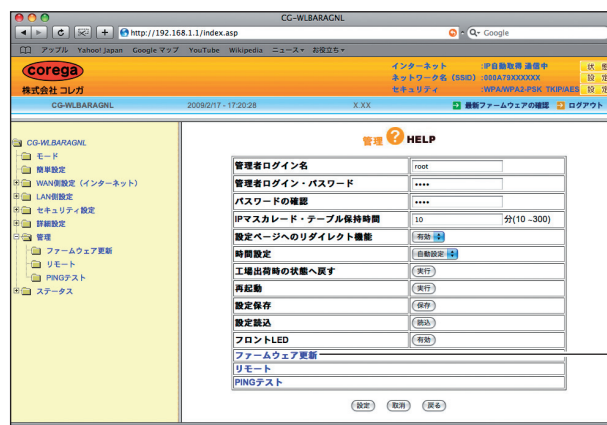 CG-WLBARAGNL
http://192.168.1.1/index.asp
Google
アップル Yahoo! Japan Google マップ YouTube Wikipedia ニュース▾ お役立ち▾
corega
株式会社 コレガ
インターネット :IP自動取得 通信中
ネットワーク名 (SSID) :000A79XXXXXX
セキュリティ :WPA/WPA2-PSK TKIP/AES
CG-WLBARAGNL 2009/2/17 - 17:20:28 X.XX 最新ファームウェアの確認 ログアウト
CG-WLBARAGNL
モード
簡単設定
WAN側設定（インターネット）
LAN側設定
セキュリティ設定
詳細設定
管理
ファームウェア更新
リモート
PINGテスト
ステータス
管理 ? HELP
管理者ログイン名 root
管理者ログイン・パスワード ••••
パスワードの確認 ••••
IPマスカレード・テーブル保持時間 10 分(10 ~300)
設定ページへのリダイレクト機能 有効
時間設定 自動設定
工場出荷時の状態へ戻す 実行
再起動 実行
設定保存 保存
設定読込 読込
フロントLED 有効
ファームウェア更新
リモート
PINGテスト
設定 取消 戻る